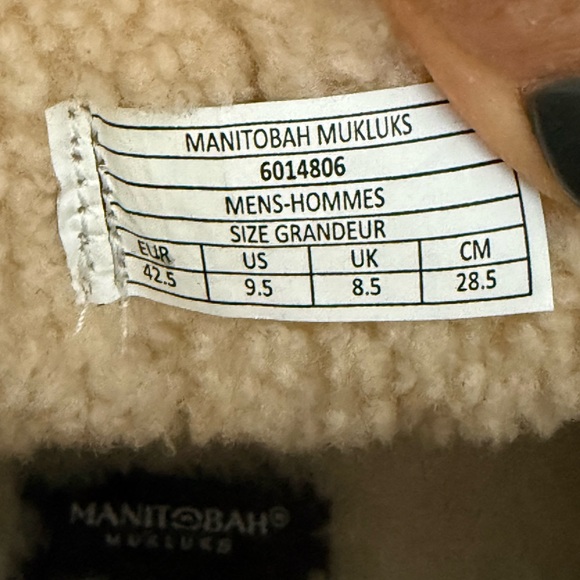 MANITOBAH MUKLUKS
6014806
MENS-HOMMES
SIZE GRANDEUR
EUR US UK CM
42.5 9.5 8.5 28.5
MANITOBAH®
MUKLUKS